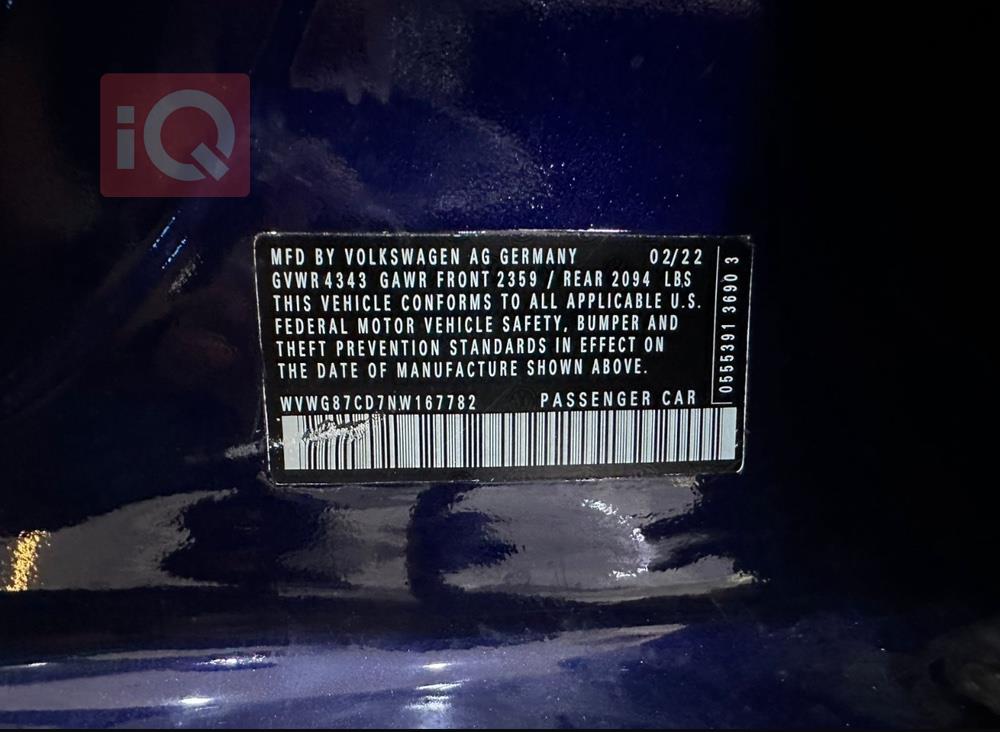 iQ
MFD BY VOLKSWAGEN AG GERMANY 02/22
GVWR 4343 GAWR FRONT 2359 / REAR 2094 LBS
THIS VEHICLE CONFORMS TO ALL APPLICABLE U.S.
FEDERAL MOTOR VEHICLE SAFETY, BUMPER AND
THEFT PREVENTION STANDARDS IN EFFECT ON
THE DATE OF MANUFACTURE SHOWN ABOVE.
WVWG87CD7NW167782 PASSENGER CAR
0555391 3690 3